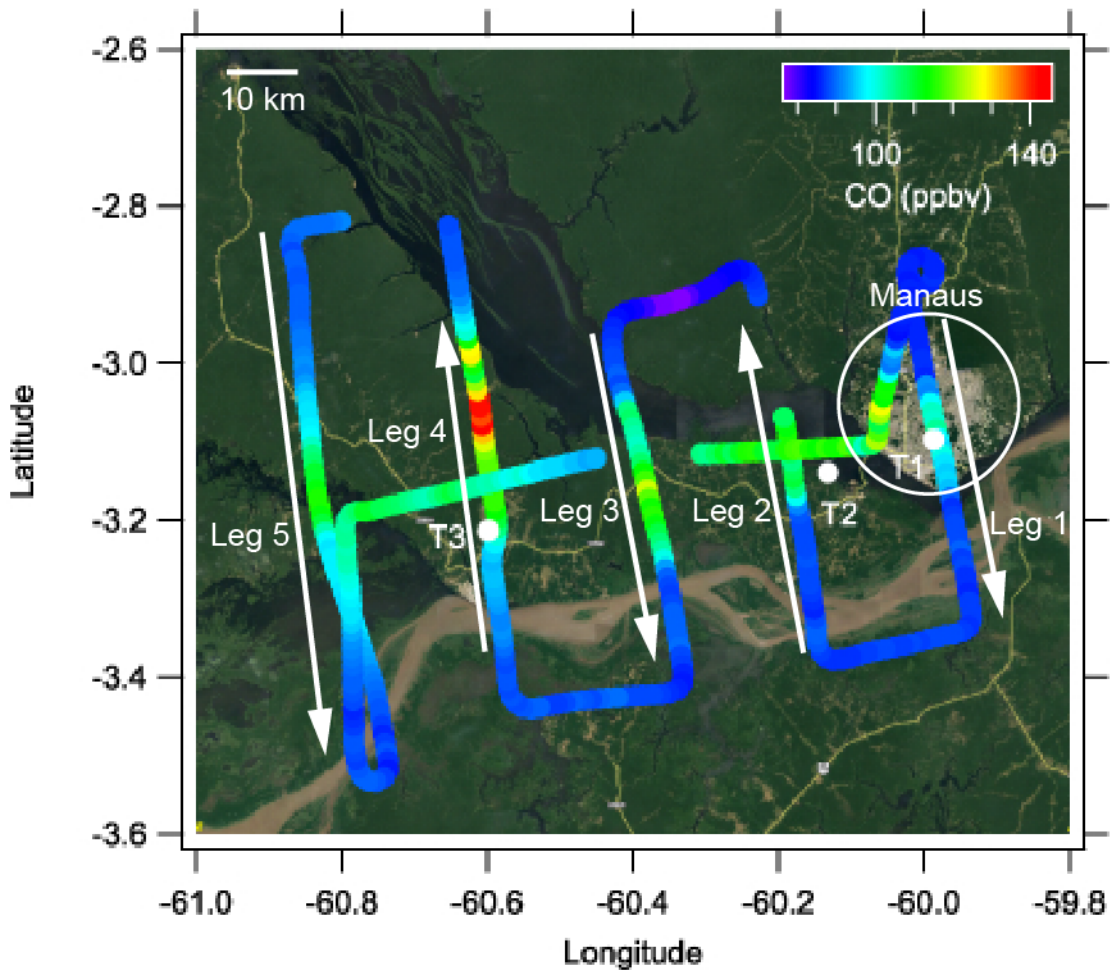 -2.6
10 km
100
140
CO (ppbv)
-2.8
Manaus
-3.0
Leg 4
T1
Latitude
-3.2
Leg 5
T3
Leg 3
Leg 2
T2
Leg 1
-3.4
-3.6
-61.0
-60.8
-60.6
-60.4
-60.2
-60.0
-59.8
Longitude